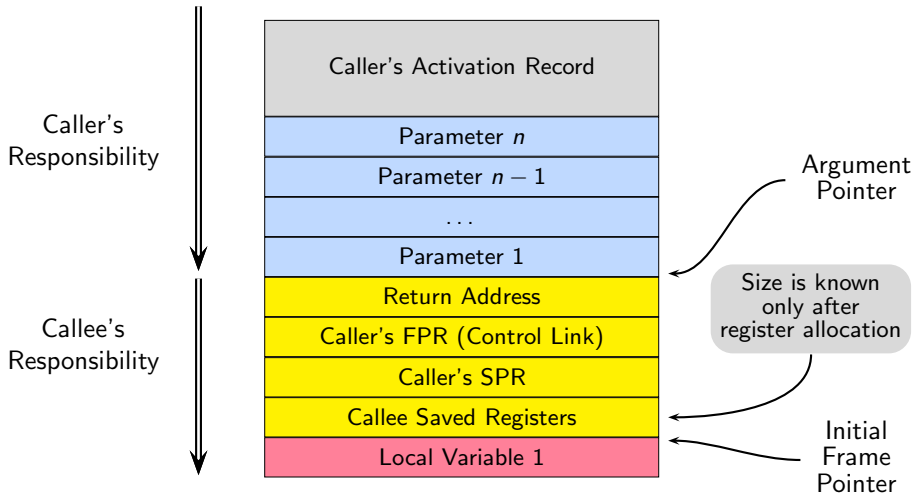 Caller's Activation Record
Caller's
Responsibility
Parameter n
Parameter n − 1
...
Parameter 1
Argument
Pointer
Return Address
Caller's FPR (Control Link)
Caller's SPR
Callee Saved Registers
Local Variable 1
Callee's
Responsibility
Size is known
only after
register allocation
Initial
Frame
Pointer